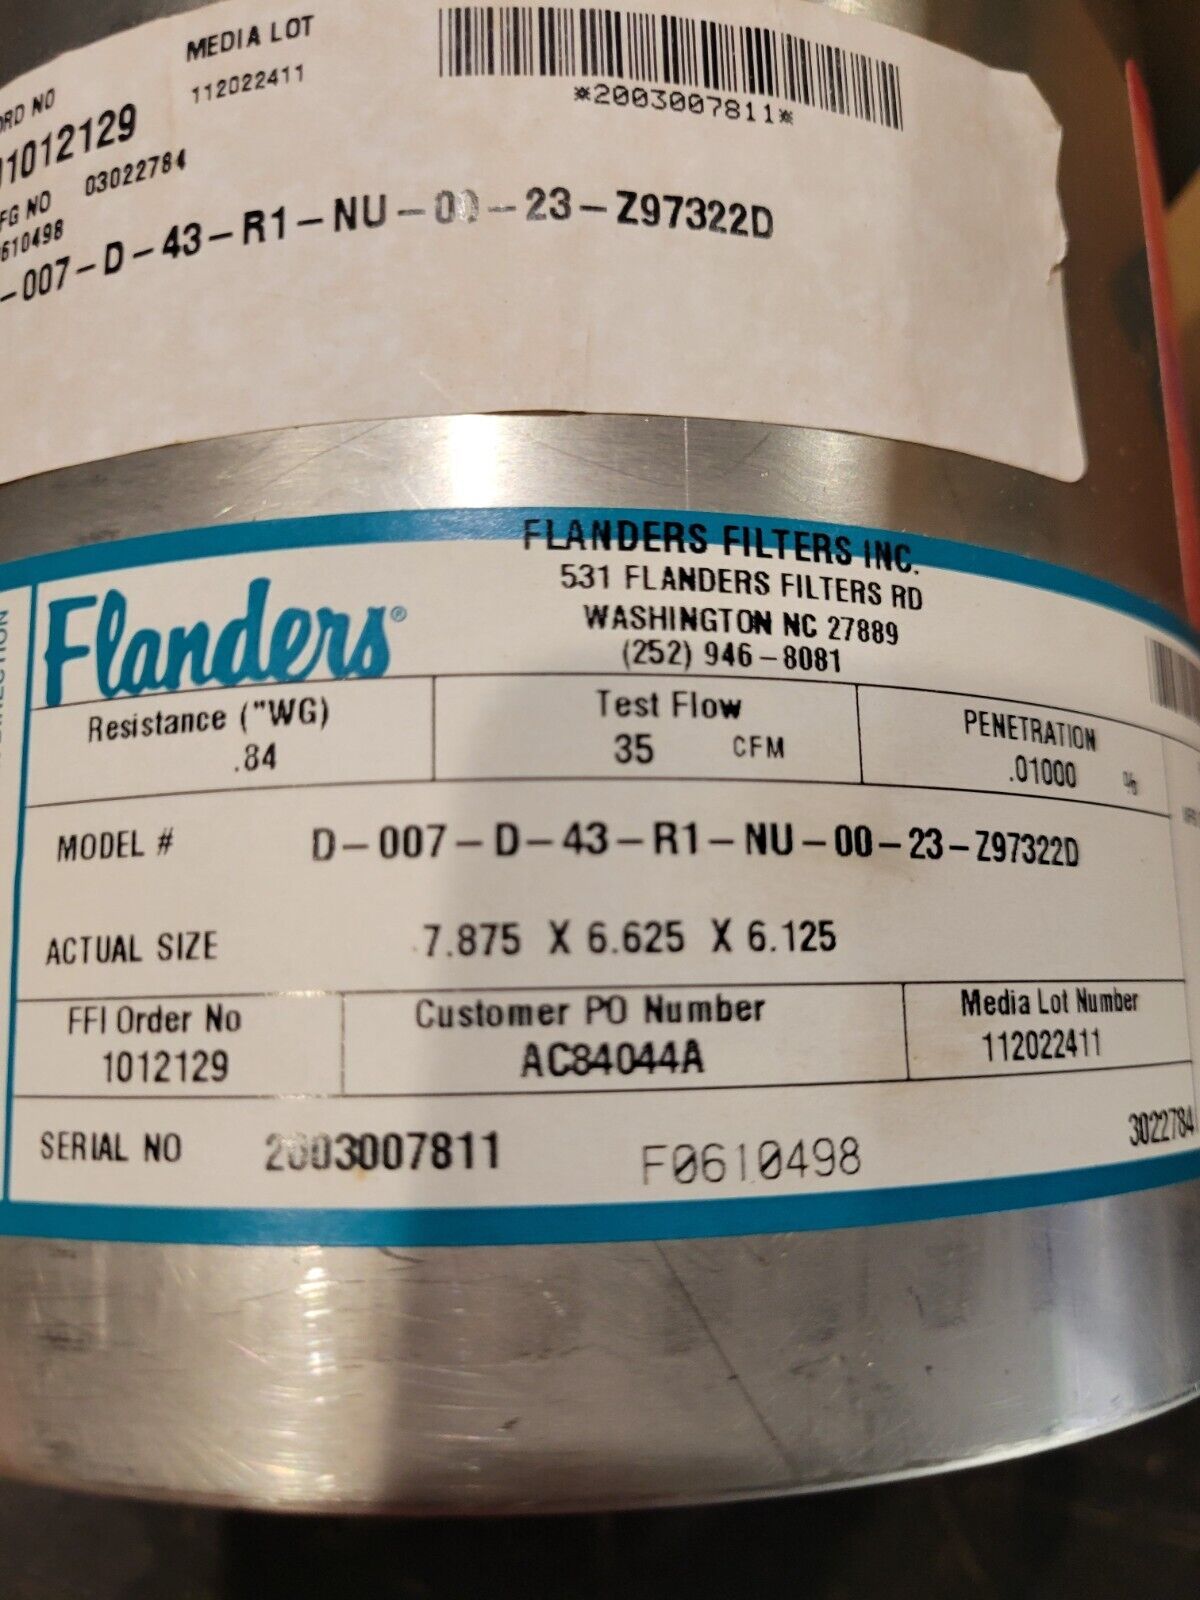 MEDIA LOT
112022411
*2003007811*
ORD NO
1012129
FG NO 03022784
610498
-007-D-43-R1-NU-00-23-Z97322D
FLANDERS FILTERS INC.
531 FLANDERS FILTERS RD
WASHINGTON NC 27889
(252) 946-8081
Flanders®
Resistance ("WG)
.84
Test Flow
35 CFM
PENETRATION
.01000 %
MODEL # D-007-D-43-R1-NU-00-23-Z97322D
ACTUAL SIZE 7.875 X 6.625 X 6.125
FFI Order No
1012129
Customer PO Number
AC84044A
Media Lot Number
112022411
SERIAL NO 2003007811 F0610498 3022784